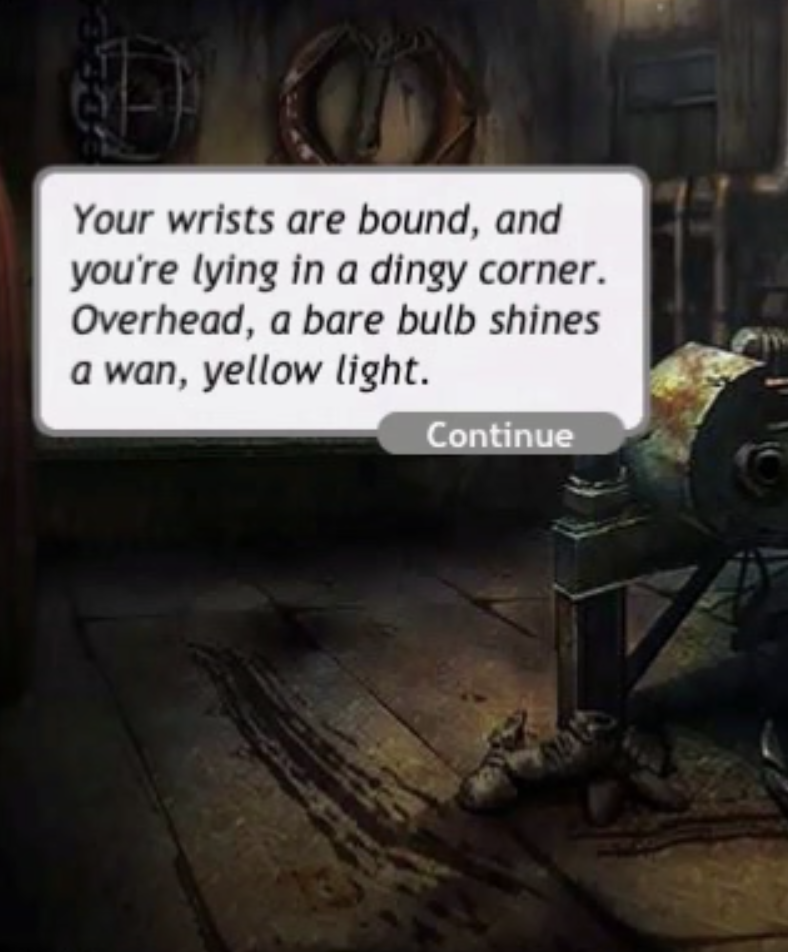 Your wrists are bound, and
you're lying in a dingy corner.
Overhead, a bare bulb shines
a wan, yellow light.
Continue